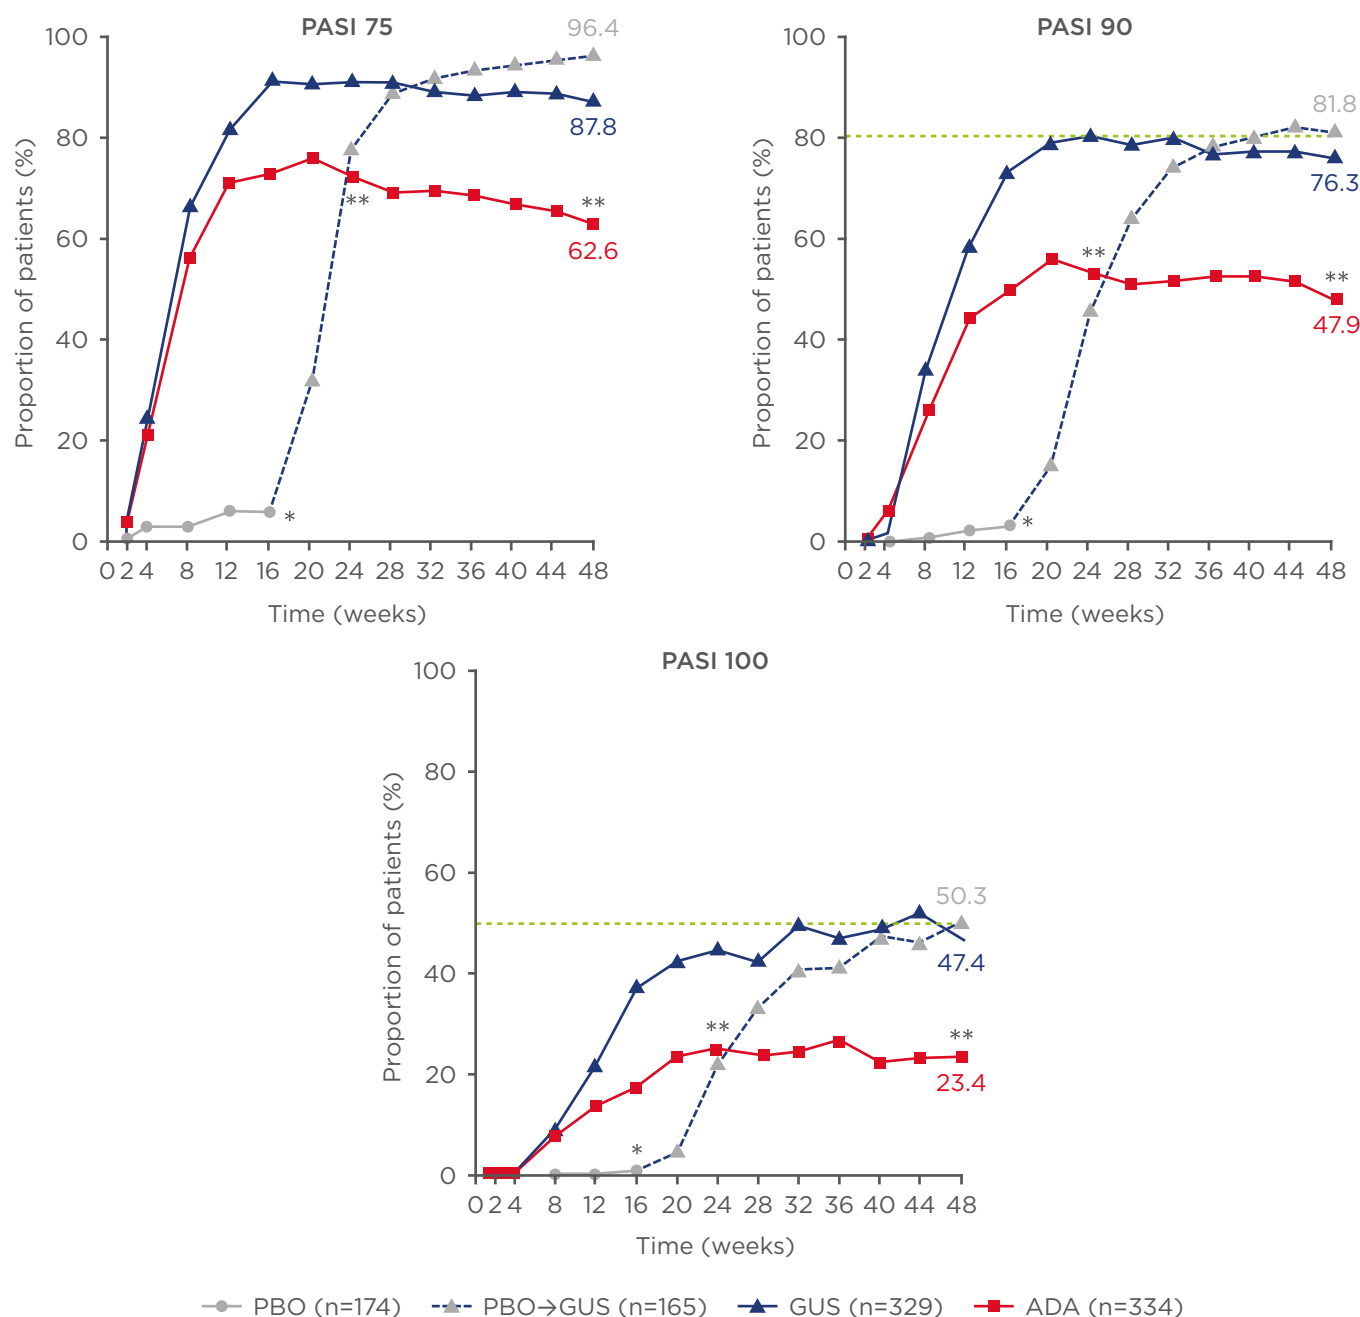 PASI 75
96.4
100
80
60
40
20
0
Proportion of patients (%)
87.8
**
**
62.6
*
0 2 4 8 12 16 20 24 28 32 36 40 44 48
Time (weeks)
PASI 90
100
80
60
40
20
0
Proportion of patients (%)
81.8
76.3
**
**
47.9
*
0 2 4 8 12 16 20 24 28 32 36 40 44 48
Time (weeks)
PASI 100
100
80
60
40
20
0
Proportion of patients (%)
50.3
47.4
**
**
23.4
*
0 2 4 8 12 16 20 24 28 32 36 40 44 48
Time (weeks)
PBO (n=174) PBO→GUS (n=165) GUS (n=329) ADA (n=334)